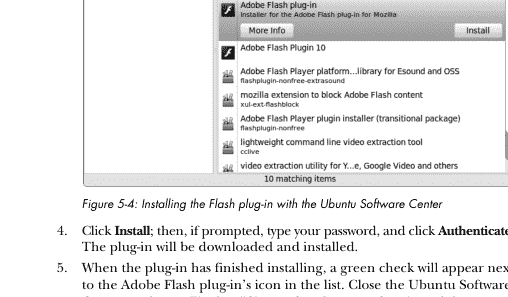 Adobe Flash plug-in
Installer for the Adobe Flash plug-in for Mozilla
More Info Install
Adobe Flash Plugin 10
Adobe Flash Player platform...library for Esound and OSS
flashplugin-nonfree-extrasound
mozilla extension to block Adobe Flash content
xul-ext-flashblock
Adobe Flash Player plugin installer (transitional package)
flashplugin-nonfree
lightweight command line video extraction tool
cclive
video extraction utility for Y...e, Google Video and others
10 matching items
Figure 5-4: Installing the Flash plug-in with the Ubuntu Software Center
4. Click Install; then, if prompted, type your password, and click Authenticate
The plug-in will be downloaded and installed.
5. When the plug-in has finished installing, a green check will appear nex
to the Adobe Flash plug-in's icon in the list. Close the Ubuntu Software